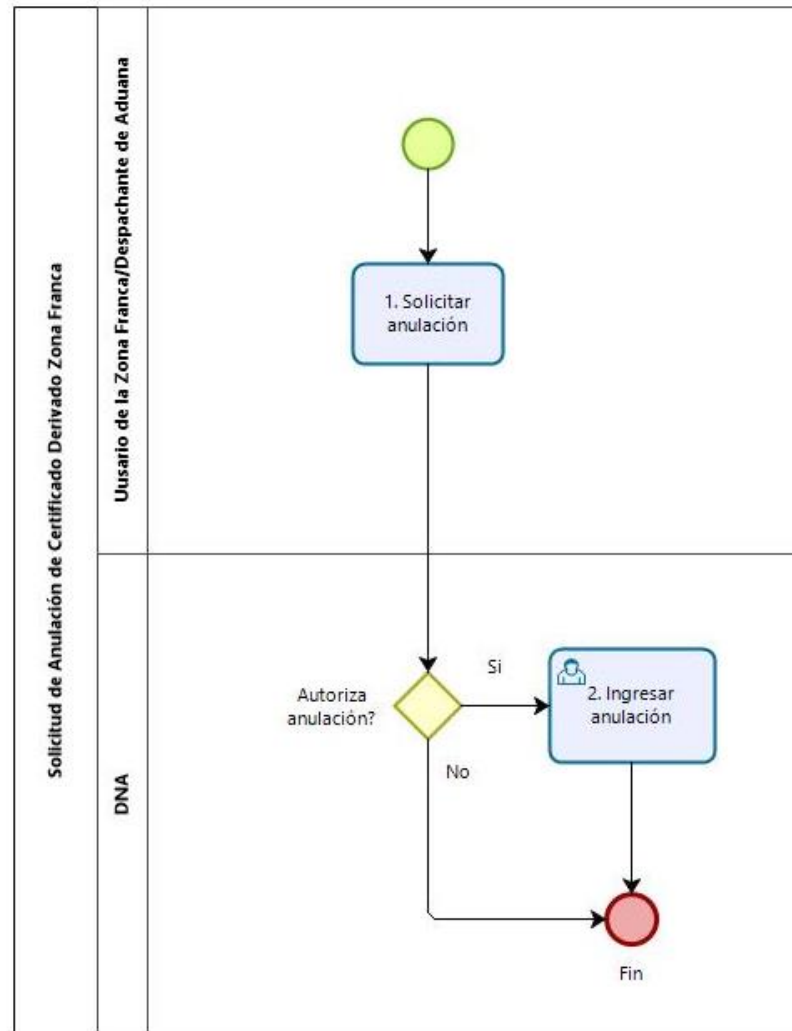 Solicitud de Anulación de Certificado Derivado Zona Franca
Uusario de la Zona Franca/Despachante de Aduana
1. Solicitar
anulación
DNA
Autoriza
anulación?
Si
No
2. Ingresar
anulación
Fin